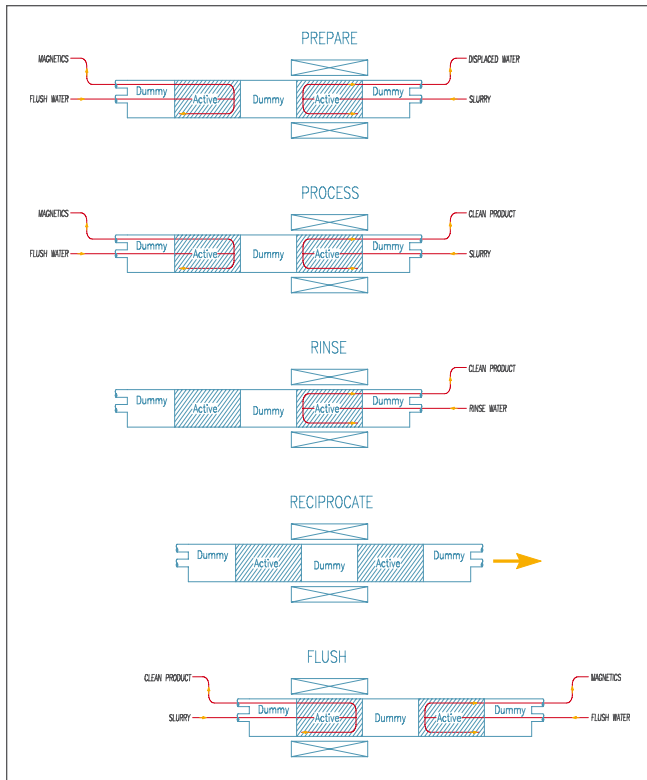 PREPARE
MAGNETICS
DISPLACED WATER
Dummy
Active
Dummy
Active
Dummy
FLUSH WATER
SLURRY
PROCESS
MAGNETICS
CLEAN PRODUCT
Dummy
Active
Dummy
Active
Dummy
FLUSH WATER
SLURRY
RINSE
CLEAN PRODUCT
Dummy
Active
Dummy
Active
Dummy
RINSE WATER
RECIPROCATE
Dummy
Active
Dummy
Active
Dummy
FLUSH
CLEAN PRODUCT
MAGNETICS
Dummy
Active
Dummy
Active
Dummy
SLURRY
FLUSH WATER